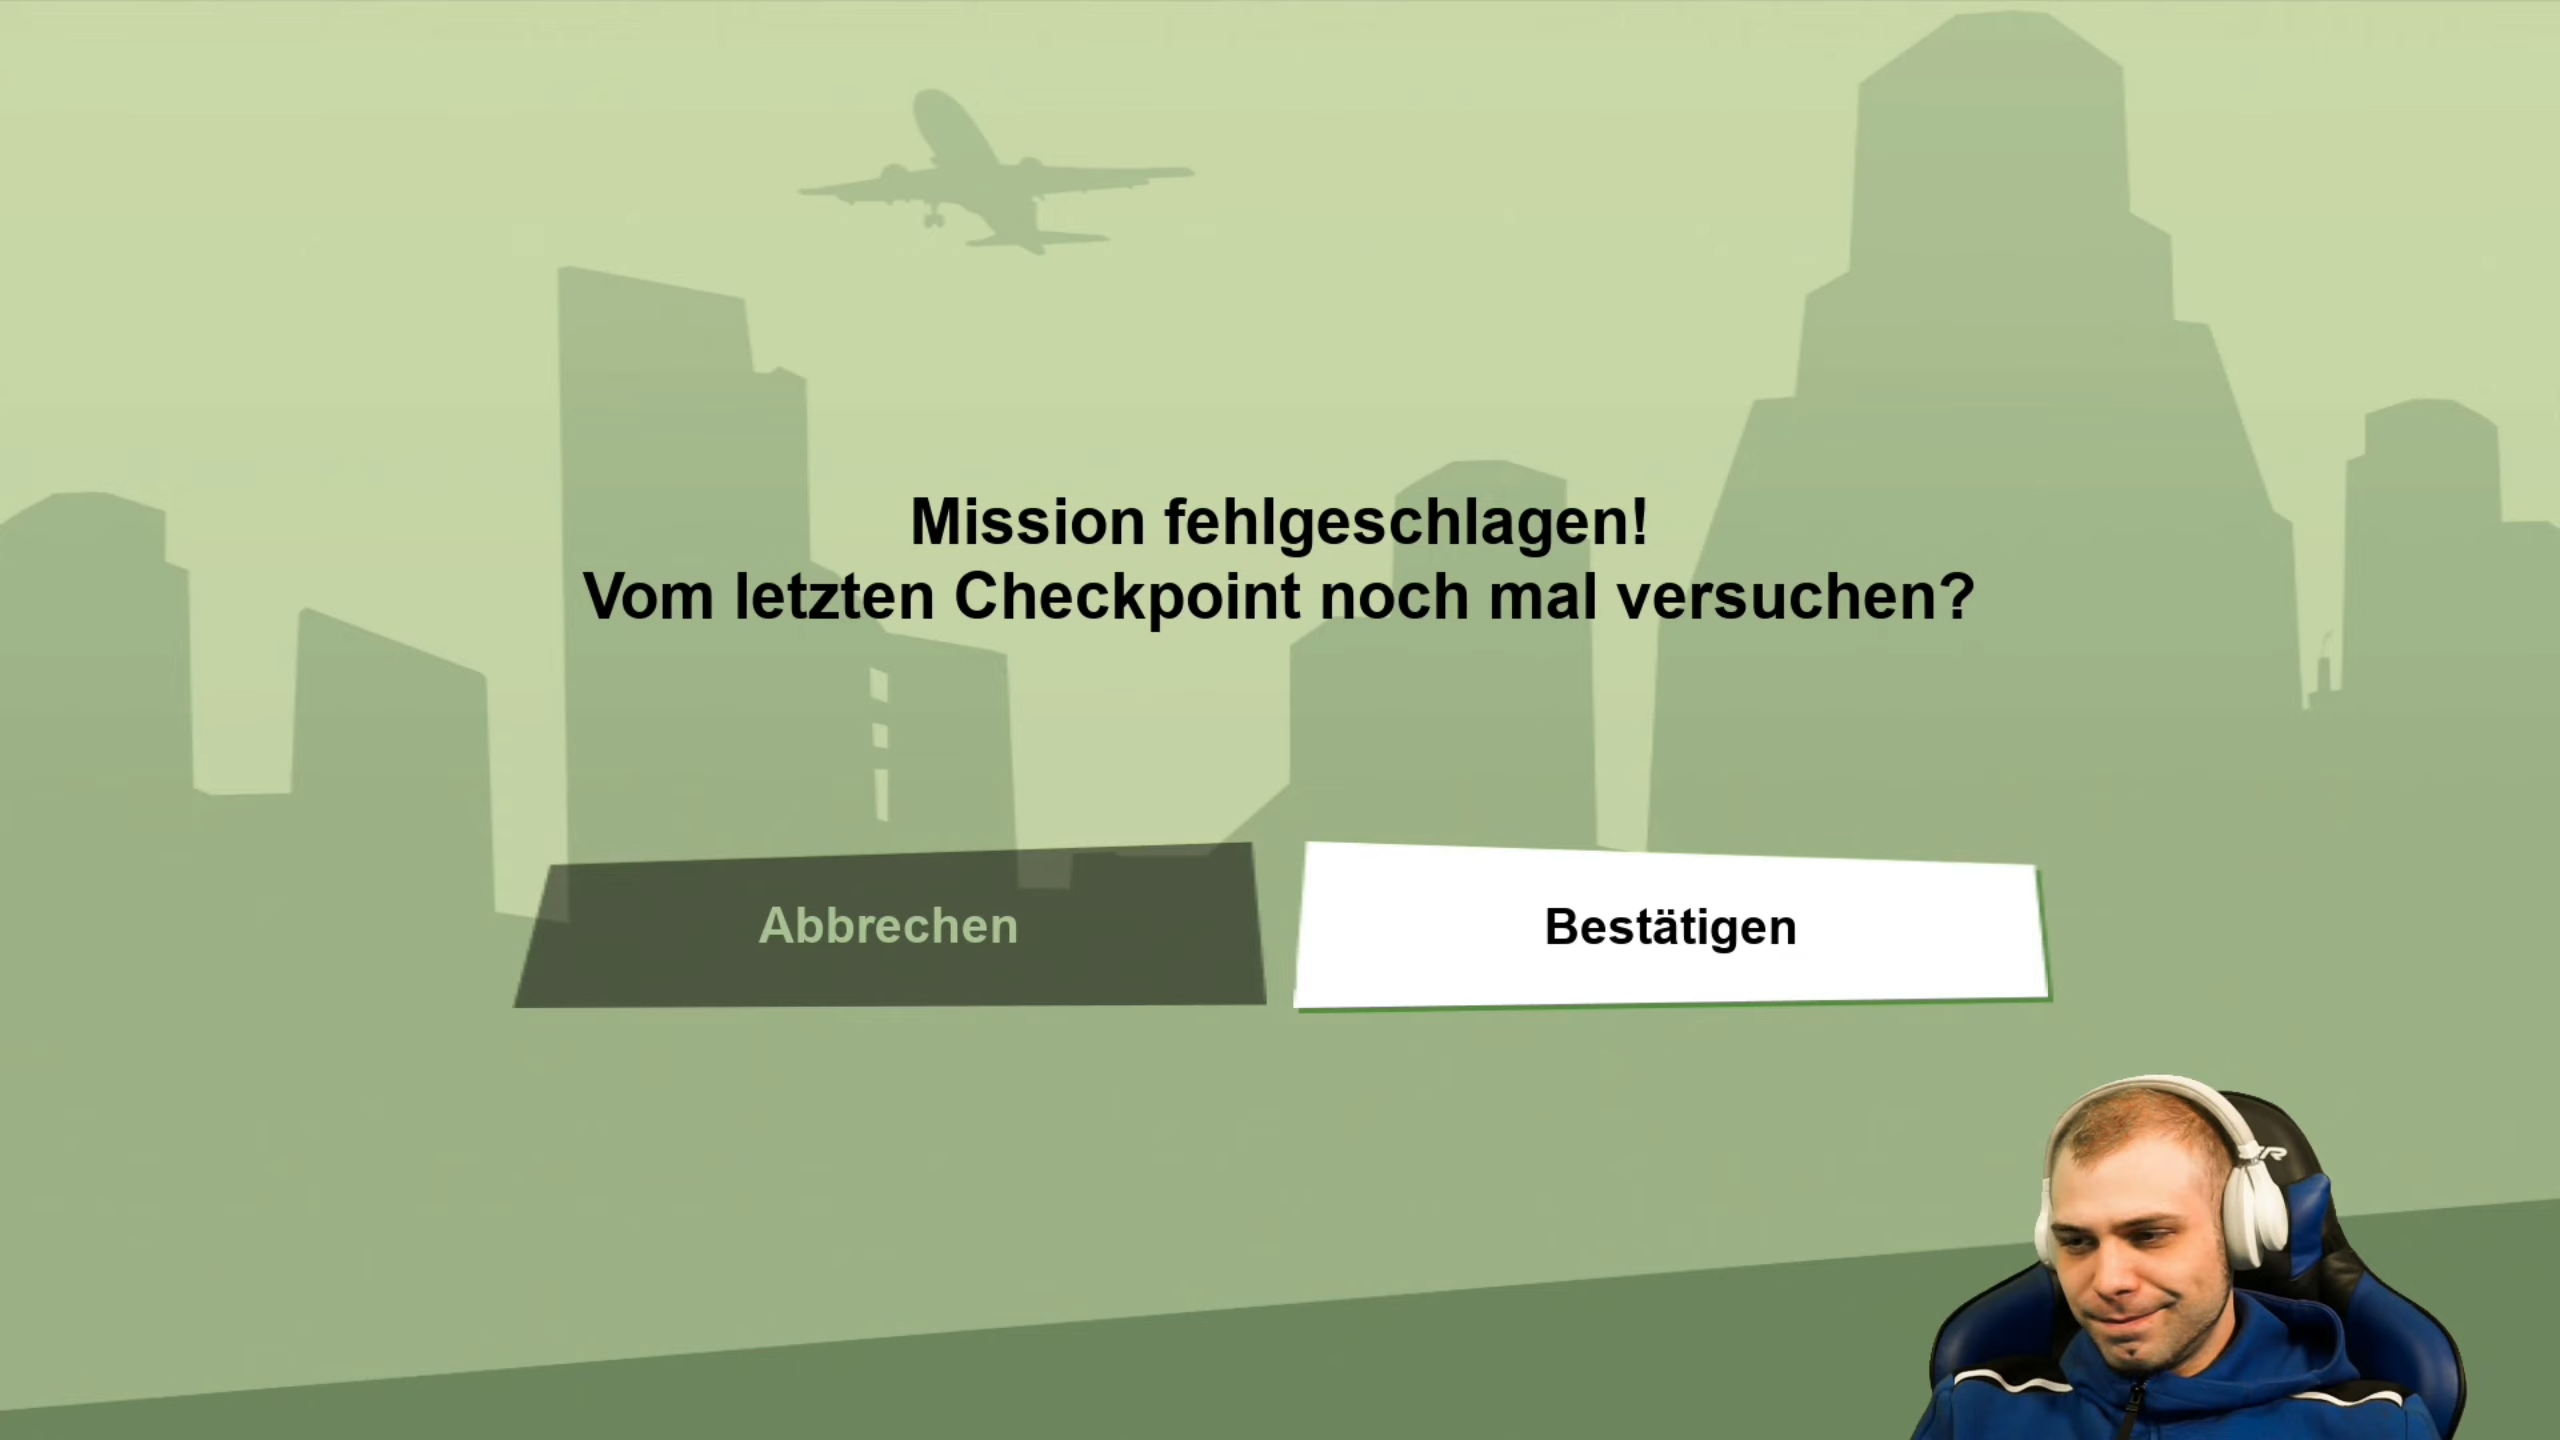 Mission fehlgeschlagen!
Vom letzten Checkpoint noch mal versuchen?
Abbrechen
Bestätigen